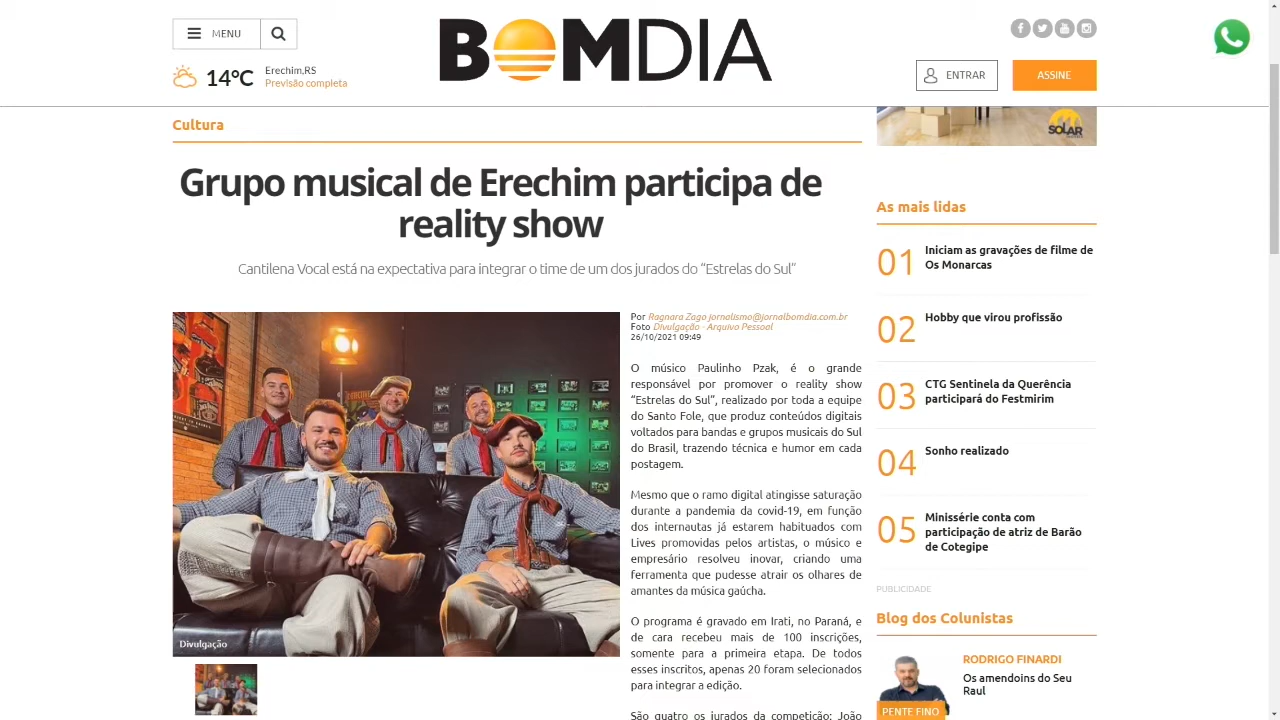 MENU
14°C
Erechim,RS
Previsão completa
BOMDIA
ENTRAR
ASSINE
Cultura
SOLAR
Grupo musical de Erechim participa de
reality show
Cantilena Vocal está na expectativa para integrar o time de um dos jurados do “Estrelas do Sul”
Divulgação
Por Ragnara Zago jornalismo@jornalbomdia.com.br
Foto Divulgação - Arquivo Pessoal
26/10/2021 09:49
O músico Paulinho Pzak, é o grande
responsável por promover o reality show
“Estrelas do Sul”, realizado por toda a equipe
do Santo Fole, que produz conteúdos digitais
voltados para bandas e grupos musicais do Sul
do Brasil, trazendo técnica e humor em cada
postagem.
Mesmo que o ramo digital atingisse saturação
durante a pandemia da covid-19, em função
dos internautas já estarem habituados com
Lives promovidas pelos artistas, o músico e
empresário resolveu inovar, criando uma
ferramenta que pudesse atrair os olhares de
amantes da música gaúcha.
O programa é gravado em Irati, no Paraná, e
de cara recebeu mais de 100 inscrições,
somente para a primeira etapa. De todos
esses inscritos, apenas 20 foram selecionados
para integrar a edição.
São quatro os jurados da competição: João
As mais lidas
01
Iniciam as gravações de filme de
Os Monarcas
02
Hobby que virou profissão
03
CTG Sentinela da Querência
participará do Festmirim
04
Sonho realizado
05
Minissérie conta com
participação de atriz de Barão
de Cotegipe
PUBLICIDADE
Blog dos Colunistas
RODRIGO FINARDI
Os amendoins do Seu
Raul
PENTE FINO